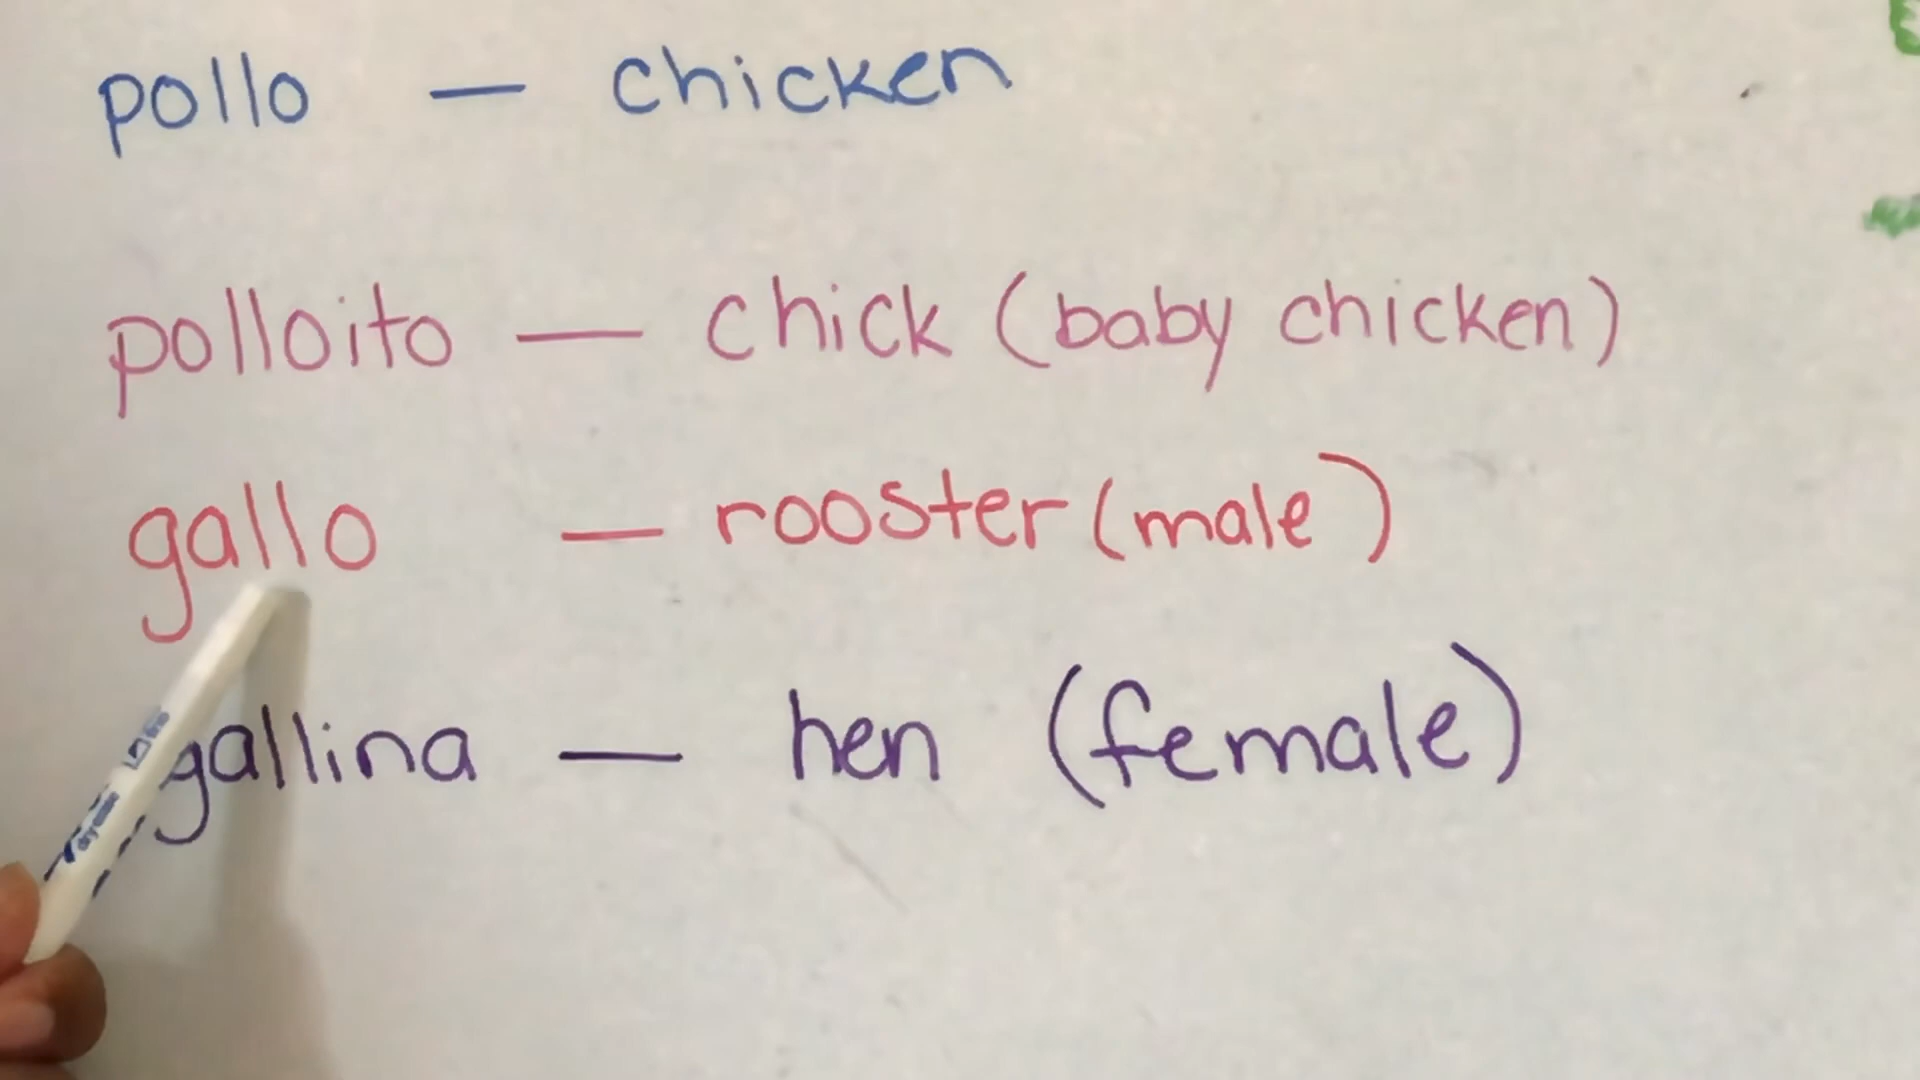 pollo — chicken
polloito — chick (baby chicken)
gallo — rooster (male)
gallina — hen (female)